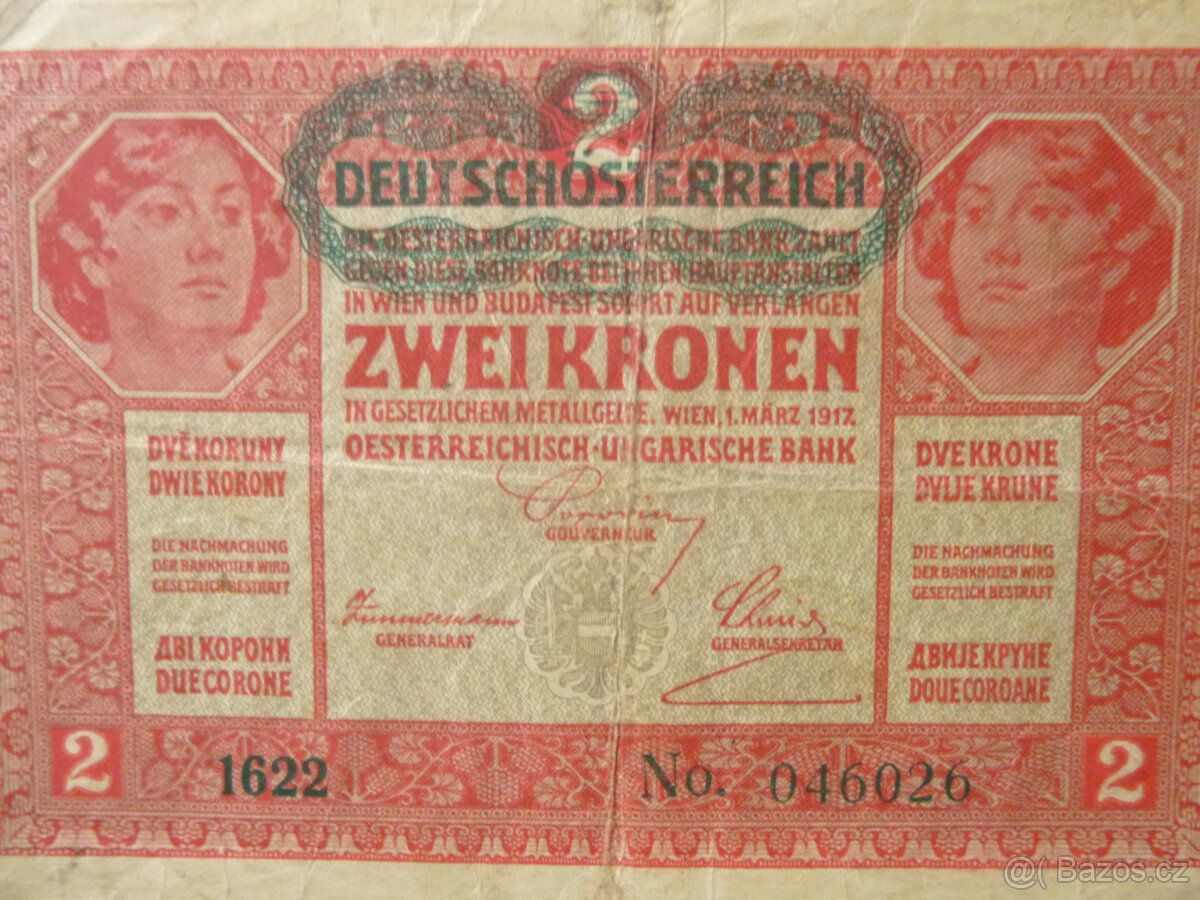 2
DEUTSCHÖSTERREICH
DIE OESTERREICHISCH-UNGARISCHE BANK ZAHLT
GEGEN DIESE BANKNOTE BEI IHREN HAUPTANSTALTEN
IN WIEN UND BUDAPEST SOFORT AUF VERLANGEN
ZWEI KRONEN
IN GESETZLICHEM METALLGELDE. WIEN, 1. MÄRZ 1917.
OESTERREICHISCH-UNGARISCHE BANK
Popovics
GOUVERNEUR
Zimmermann
GENERALRAT
Schmid
GENERALSEKRETÄR
DVĚ KORUNY
DWIE KORONY
DIE NACHMACHUNG
DER BANKNOTEN WIRD
GESETZLICH BESTRAFT
ДВІ КОРОНИ
DUE CORONE
DVE KRONE
DVIJE KRUNE
DIE NACHMACHUNG
DER BANKNOTEN WIRD
GESETZLICH BESTRAFT
ДВИЈЕ КРУНЕ
DOUE COROANE
2
1622
No. 046026
2
@( Bazos.cz